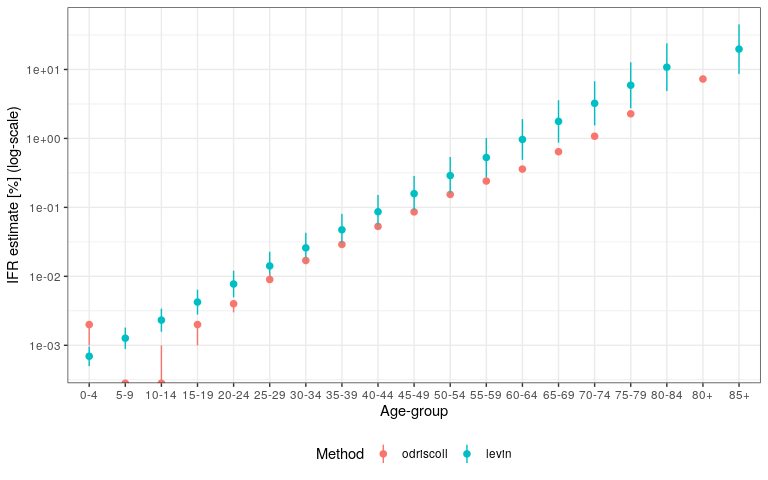 IFR estimate [%] (log-scale)
1e+01
1e+00
1e-01
1e-02
1e-03
0-4 5-9 10-14 15-19 20-24 25-29 30-34 35-39 40-44 45-49 50-54 55-59 60-64 65-69 70-74 75-79 80-84 80+ 85+
Age-group
Method odriscoll levin